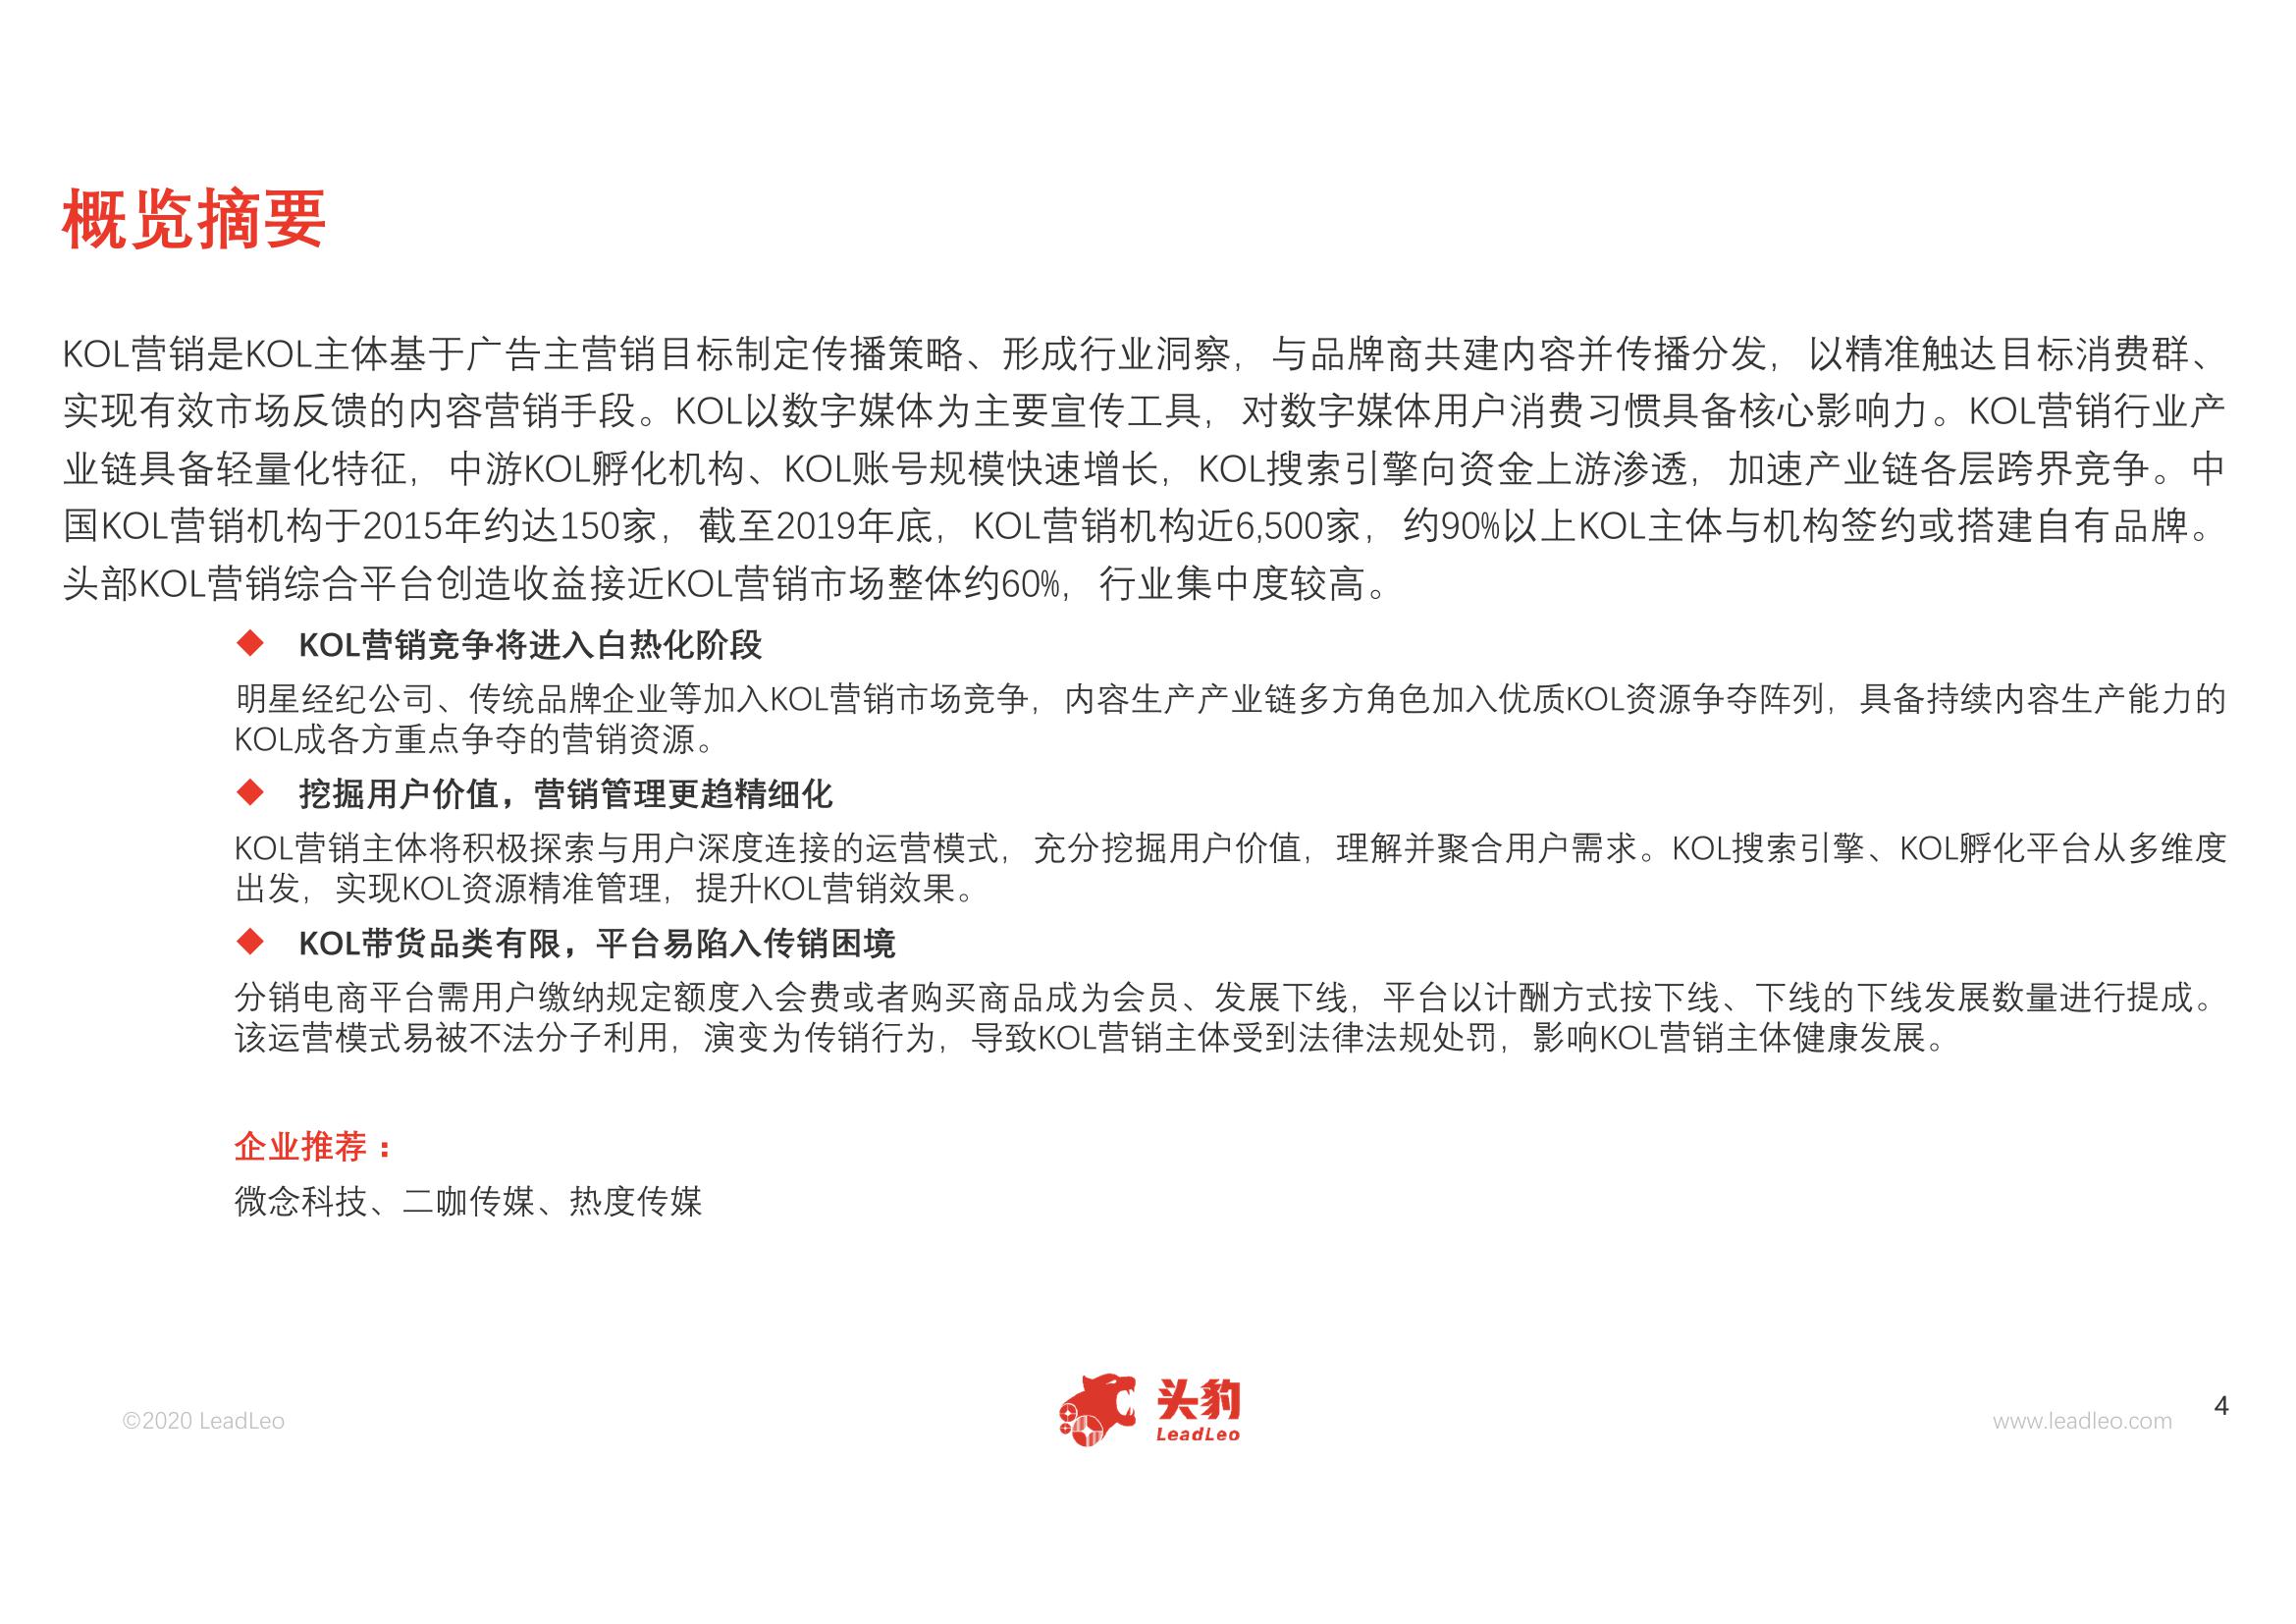 概览摘要
KOL营销是KOL主体基于广告主营销目标制定传播策略、形成行业洞察，与品牌商共建内容并传播分发，以精准触达目标消费群、
实现有效市场反馈的内容营销手段。KOL以数字媒体为主要宣传工具，对数字媒体用户消费习惯具备核心影响力。KOL营销行业产
业链具备轻量化特征，中游KOL孵化机构、KOL账号规模快速增长，KOL搜索引擎向资金上游渗透，加速产业链各层跨界竞争。中
国KOL营销机构于2015年约达150家，截至2019年底，KOL营销机构近6,500家，约90%以上KOL主体与机构签约或搭建自有品牌。
头部KOL营销综合平台创造收益接近KOL营销市场整体约60%，行业集中度较高。
◆ KOL营销竞争将进入白热化阶段
明星经纪公司、传统品牌企业等加入KOL营销市场竞争，内容生产产业链多方角色加入优质KOL资源争夺阵列，具备持续内容生产能力的
KOL成各方重点争夺的营销资源。
◆ 挖掘用户价值，营销管理更趋精细化
KOL营销主体将积极探索与用户深度连接的运营模式，充分挖掘用户价值，理解并聚合用户需求。KOL搜索引擎、KOL孵化平台从多维度
出发，实现KOL资源精准管理，提升KOL营销效果。
◆ KOL带货品类有限，平台易陷入传销困境
分销电商平台需用户缴纳规定额度入会费或者购买商品成为会员、发展下线，平台以计酬方式按下线、下线的下线发展数量进行提成。
该运营模式易被不法分子利用，演变为传销行为，导致KOL营销主体受到法律法规处罚，影响KOL营销主体健康发展。
企业推荐：
微念科技、二咖传媒、热度传媒
©2020 LeadLeo
头豹
LeadLeo
www.leadleo.com
4